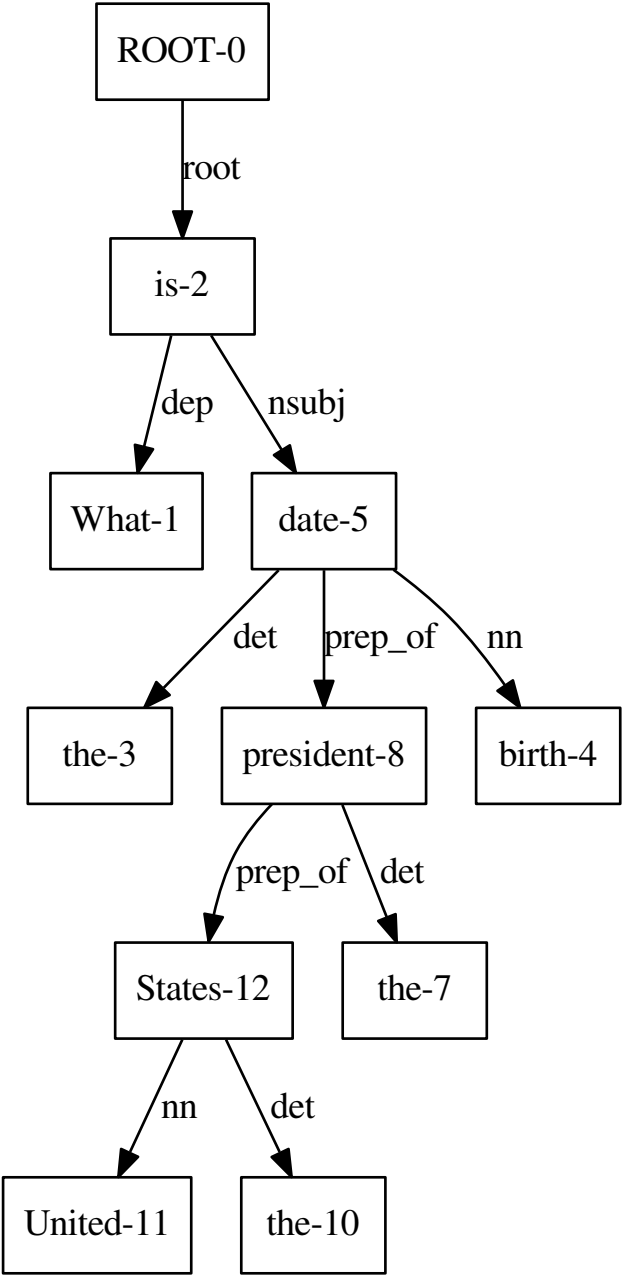 ROOT-0
root
is-2
dep
nsubj
What-1
date-5
det
prep_of
nn
the-3
president-8
birth-4
prep_of
det
States-12
the-7
nn
det
United-11
the-10